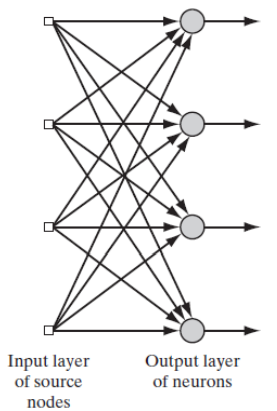 Input layer
of source
nodes
Output layer
of neurons